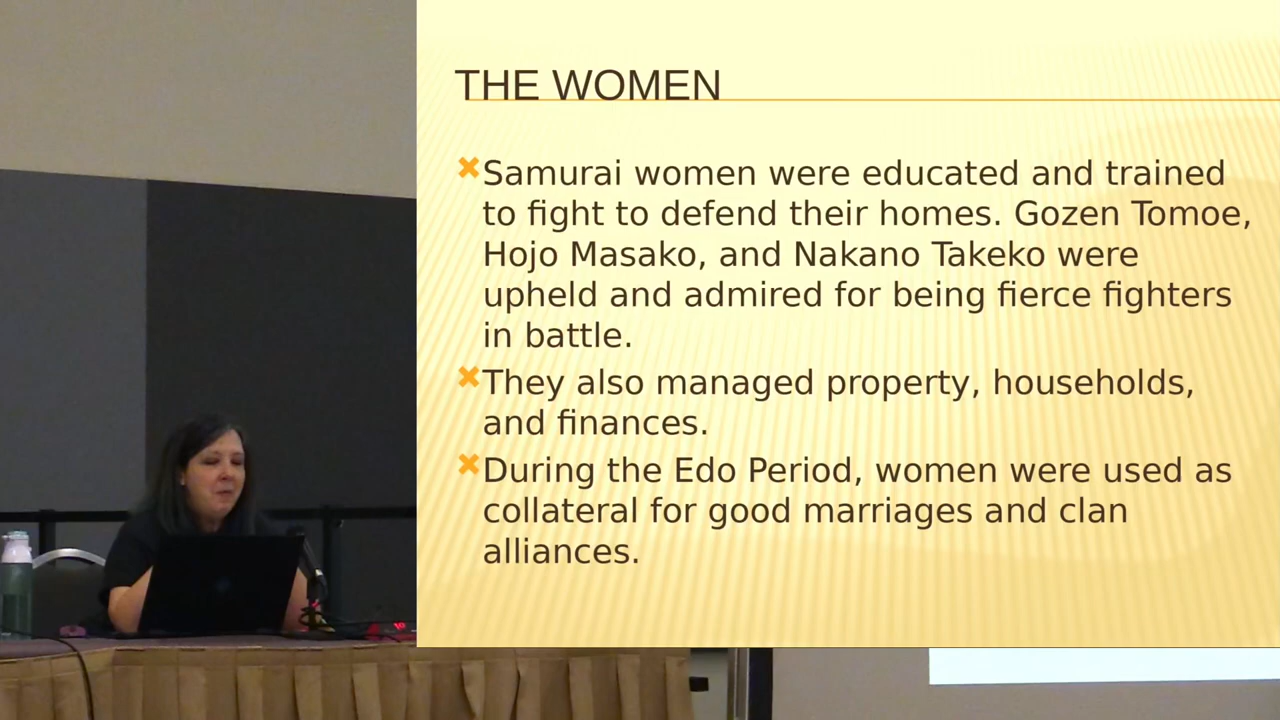 THE WOMEN
Samurai women were educated and trained
to fight to defend their homes. Gozen Tomoe,
Hojo Masako, and Nakano Takeko were
upheld and admired for being fierce fighters
in battle.
They also managed property, households,
and finances.
During the Edo Period, women were used as
collateral for good marriages and clan
alliances.